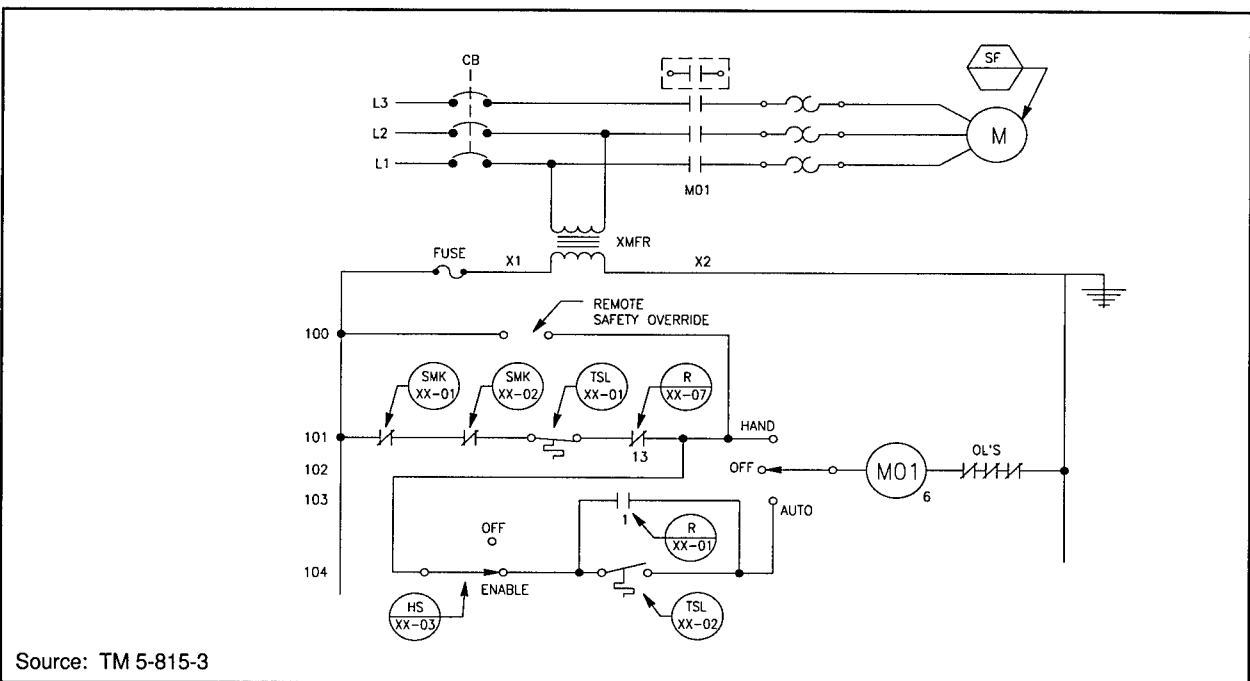 CB
SF
L3
L2
L1
M
M01
XMFR
FUSE
X1
X2
REMOTE
SAFETY OVERRIDE
100
SMK
XX-01
SMK
XX-02
TSL
XX-01
R
XX-07
HAND
101
13
OL'S
102
OFF
M01
6
103
AUTO
1
R
XX-01
OFF
104
ENABLE
HS
XX-03
TSL
XX-02
Source: TM 5-815-3